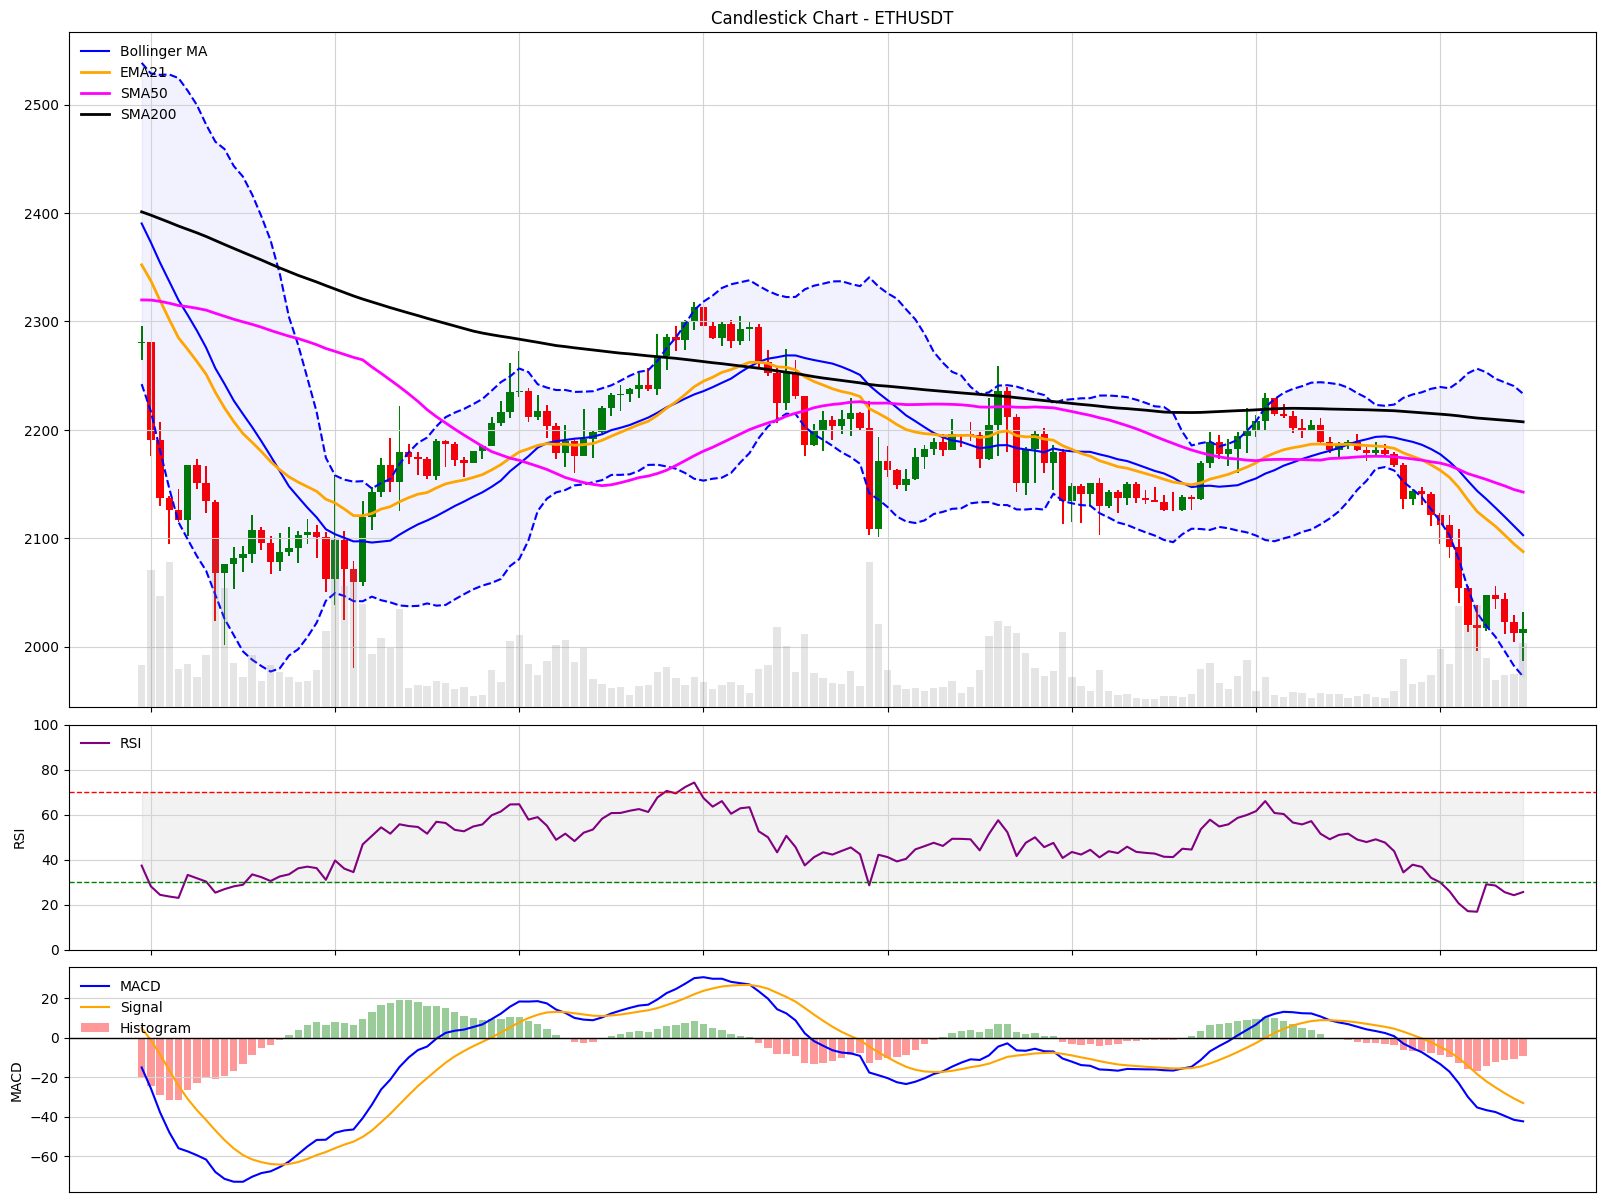 Candlestick Chart - ETHUSDT
Bollinger MA
EMA21
SMA50
SMA200
2500
2400
2300
2200
2100
2000
RSI
RSI
100
80
60
40
20
0
MACD
Signal
Histogram
MACD
20
0
−20
−40
−60